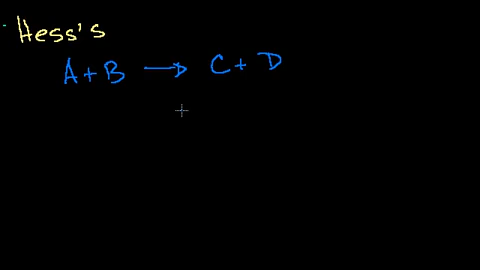 Hess's
A + B → C + D